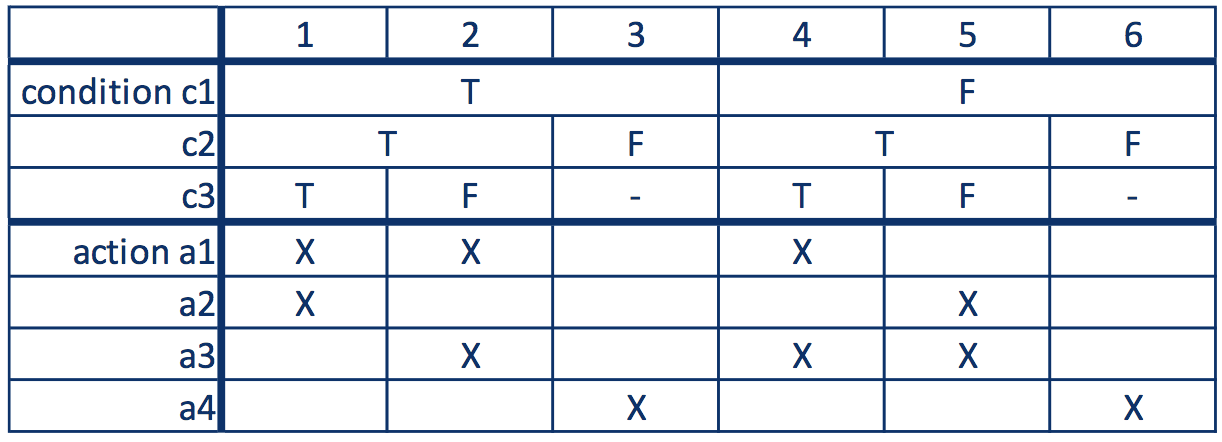 1 2 3 4 5 6
condition c1 T F
c2 T F T F
c3 T F - T F -
action a1 X X X
a2 X X
a3 X X X
a4 X X